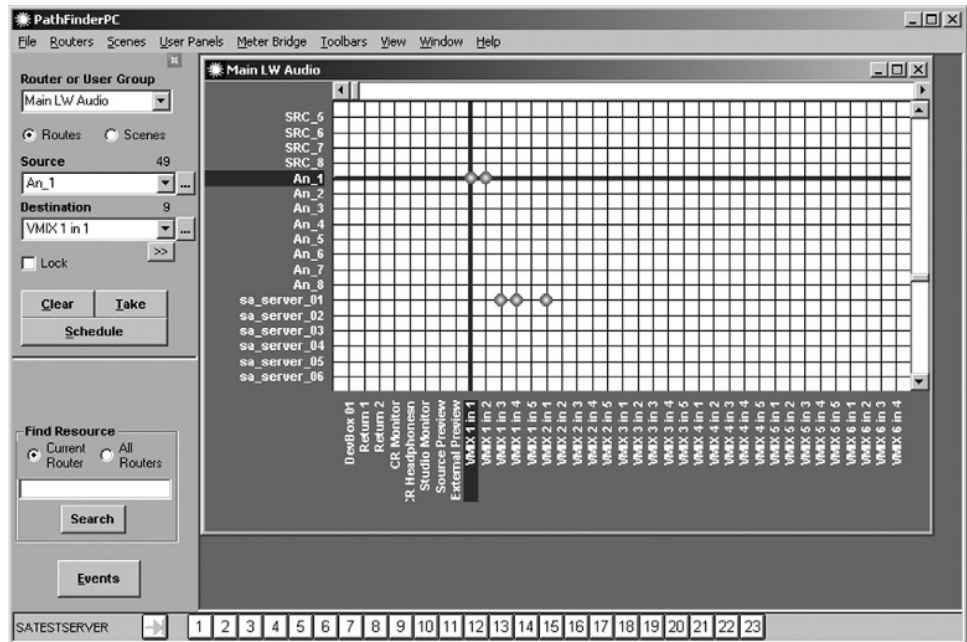 PathFinderPC
File Routers Scenes User Panels Meter Bridge Toolbars View Window Help
Router or User Group
Main LW Audio
Routes Scenes
Source 49
An_1
...
Destination 9
VMIX 1 in 1
...
>>
Lock
Clear Take
Schedule
Find Resource
Current Router
All Routers
Search
Events
Main LW Audio
SRC_5
SRC_6
SRC_7
SRC_8
An_1
An_2
An_3
An_4
An_5
An_6
An_7
An_8
sa_server_01
sa_server_02
sa_server_03
sa_server_04
sa_server_05
sa_server_06
DevBox 01
Return 1
Return 2
CR Monitor
CR Headphonesn
Studio Monitor
Source Preview
External Preview
VMIX 1 in 1
VMIX 1 in 2
VMIX 1 in 3
VMIX 1 in 4
VMIX 1 in 5
VMIX 2 in 1
VMIX 2 in 2
VMIX 2 in 3
VMIX 2 in 4
VMIX 2 in 5
VMIX 3 in 1
VMIX 3 in 2
VMIX 3 in 3
VMIX 3 in 4
VMIX 3 in 5
VMIX 4 in 1
VMIX 4 in 2
VMIX 4 in 3
VMIX 4 in 4
VMIX 4 in 5
VMIX 5 in 1
VMIX 5 in 2
VMIX 5 in 3
VMIX 5 in 4
VMIX 5 in 5
VMIX 6 in 1
VMIX 6 in 2
VMIX 6 in 3
VMIX 6 in 4
SATESTSERVER
1 2 3 4 5 6 7 8 9 10 11 12 13 14 15 16 17 18 19 20 21 22 23